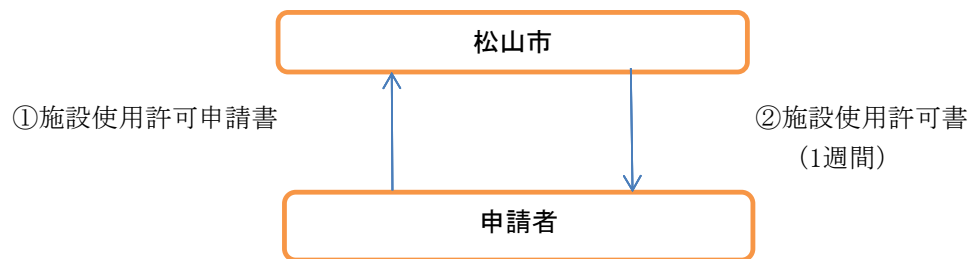 松山市
①施設使用許可申請書
②施設使用許可書
（1週間）
申請者